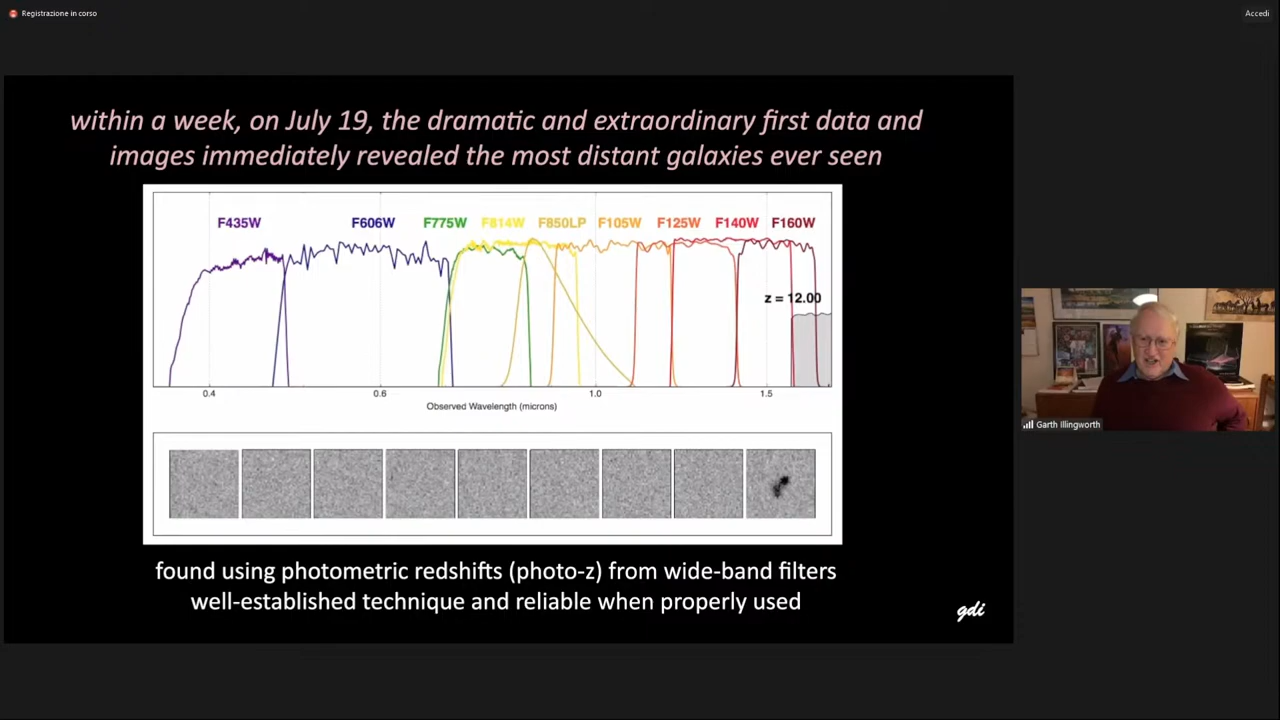 Registrazione in corso
Accedi
within a week, on July 19, the dramatic and extraordinary first data and
images immediately revealed the most distant galaxies ever seen
F435W F606W F775W F814W F850LP F105W F125W F140W F160W
z = 12.00
0.4 0.6 1.0 1.5
Observed Wavelength (microns)
found using photometric redshifts (photo-z) from wide-band filters
well-established technique and reliable when properly used
gdi
Garth Illingworth